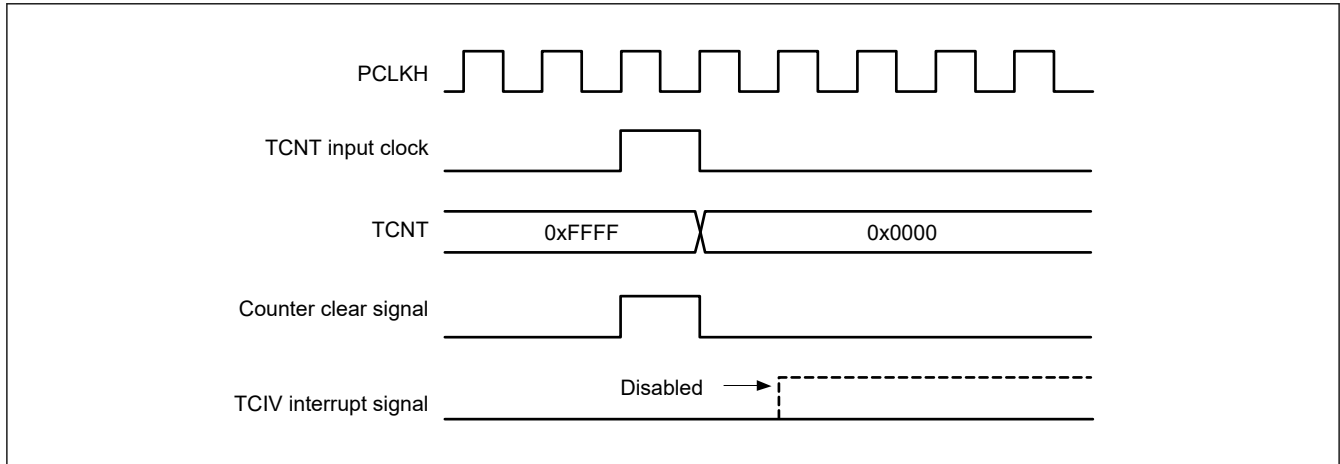 PCLKH
TCNT input clock
TCNT
0xFFFF
0x0000
Counter clear signal
Disabled
TCIV interrupt signal